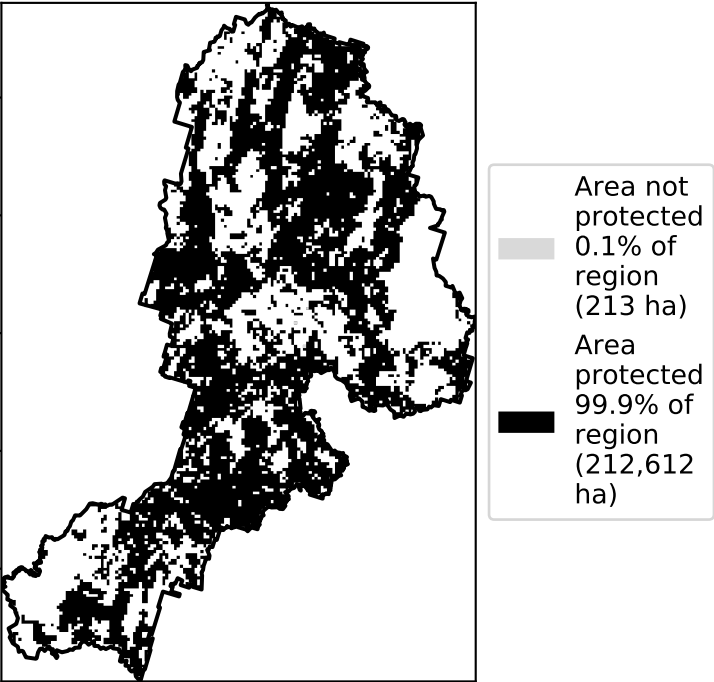 Area not
protected
0.1% of
region
(213 ha)
Area
protected
99.9% of
region
(212,612
ha)